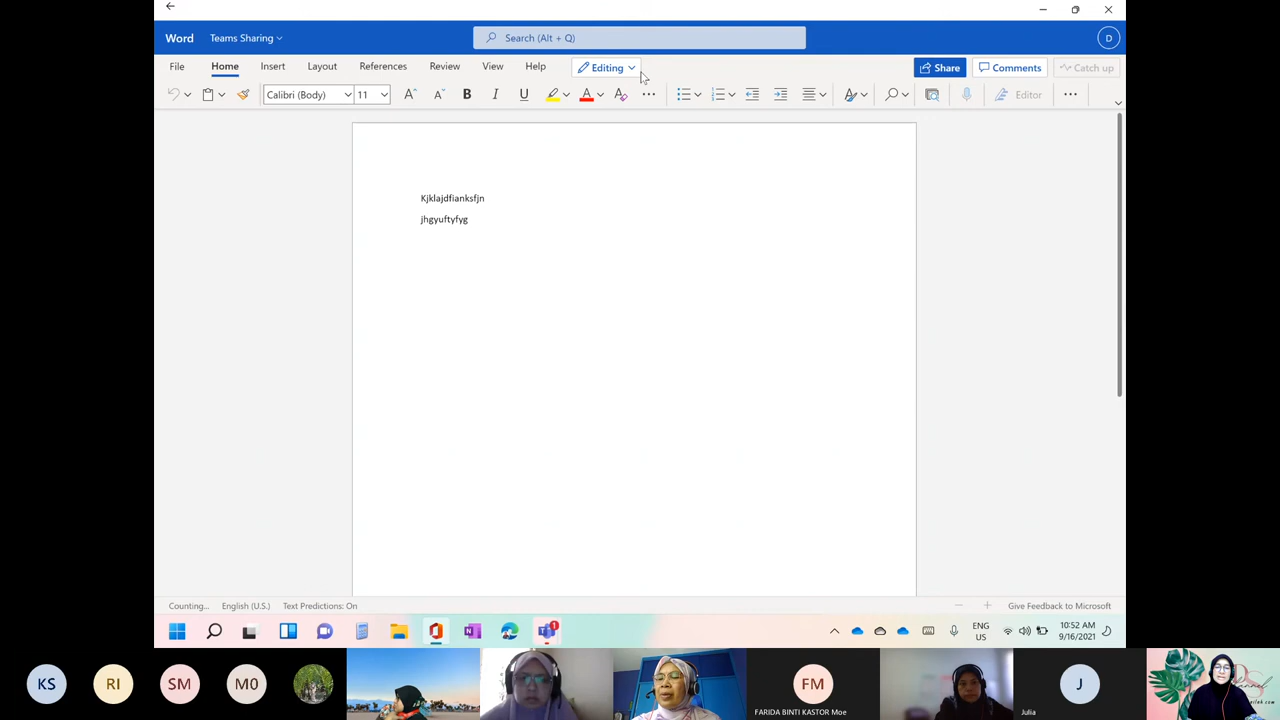 Word Teams Sharing Search (Alt + Q) D
File Home Insert Layout References Review View Help Editing Share Comments Catch up
Calibri (Body) 11 A A B I U A A Editor
Kjklajdfianksfjn
jhgyuftyfyg
Counting... English (U.S.) Text Predictions: On Give Feedback to Microsoft
1 ENG US 10:52 AM 9/16/2021
KS RI SM M0 FM J
FARIDA BINTI KASTOR Moe Julia